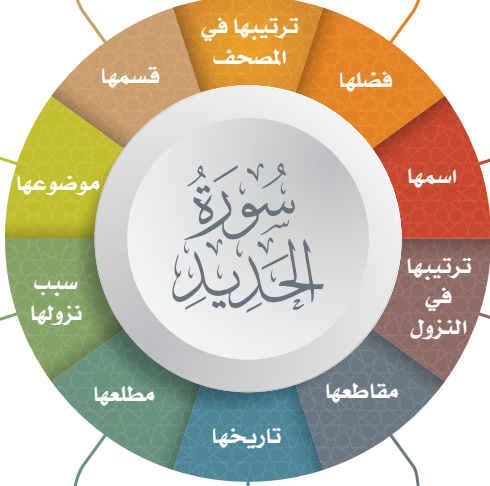 ترتيبها في
المصحف
فضلها
اسمها
ترتيبها
في
النزول
مقاطعها
تاريخها
مطلعها
سبب
نزولها
موضوعها
قسمها
سُورَةُ
الحَدِيدِ